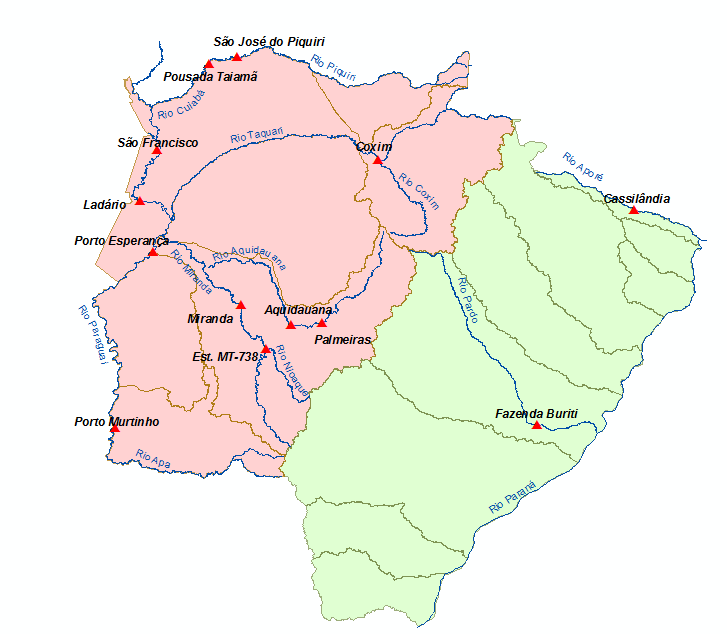 São José do Piquiri
Rio Piquiri
Pousada Taiamã
Rio Cuiabá
Rio Taquari
São Francisco
Coxim
Rio Aporé
Rio Coxim
Cassilândia
Ladário
Porto Esperança
Rio Aquidauana
Rio Miranda
Rio Pardo
Aquidauana
Miranda
Rio Paraguai
Palmeiras
Est. MT-738
Rio Nioaque
Fazenda Buriti
Porto Murtinho
Rio Apa
Rio Paraná